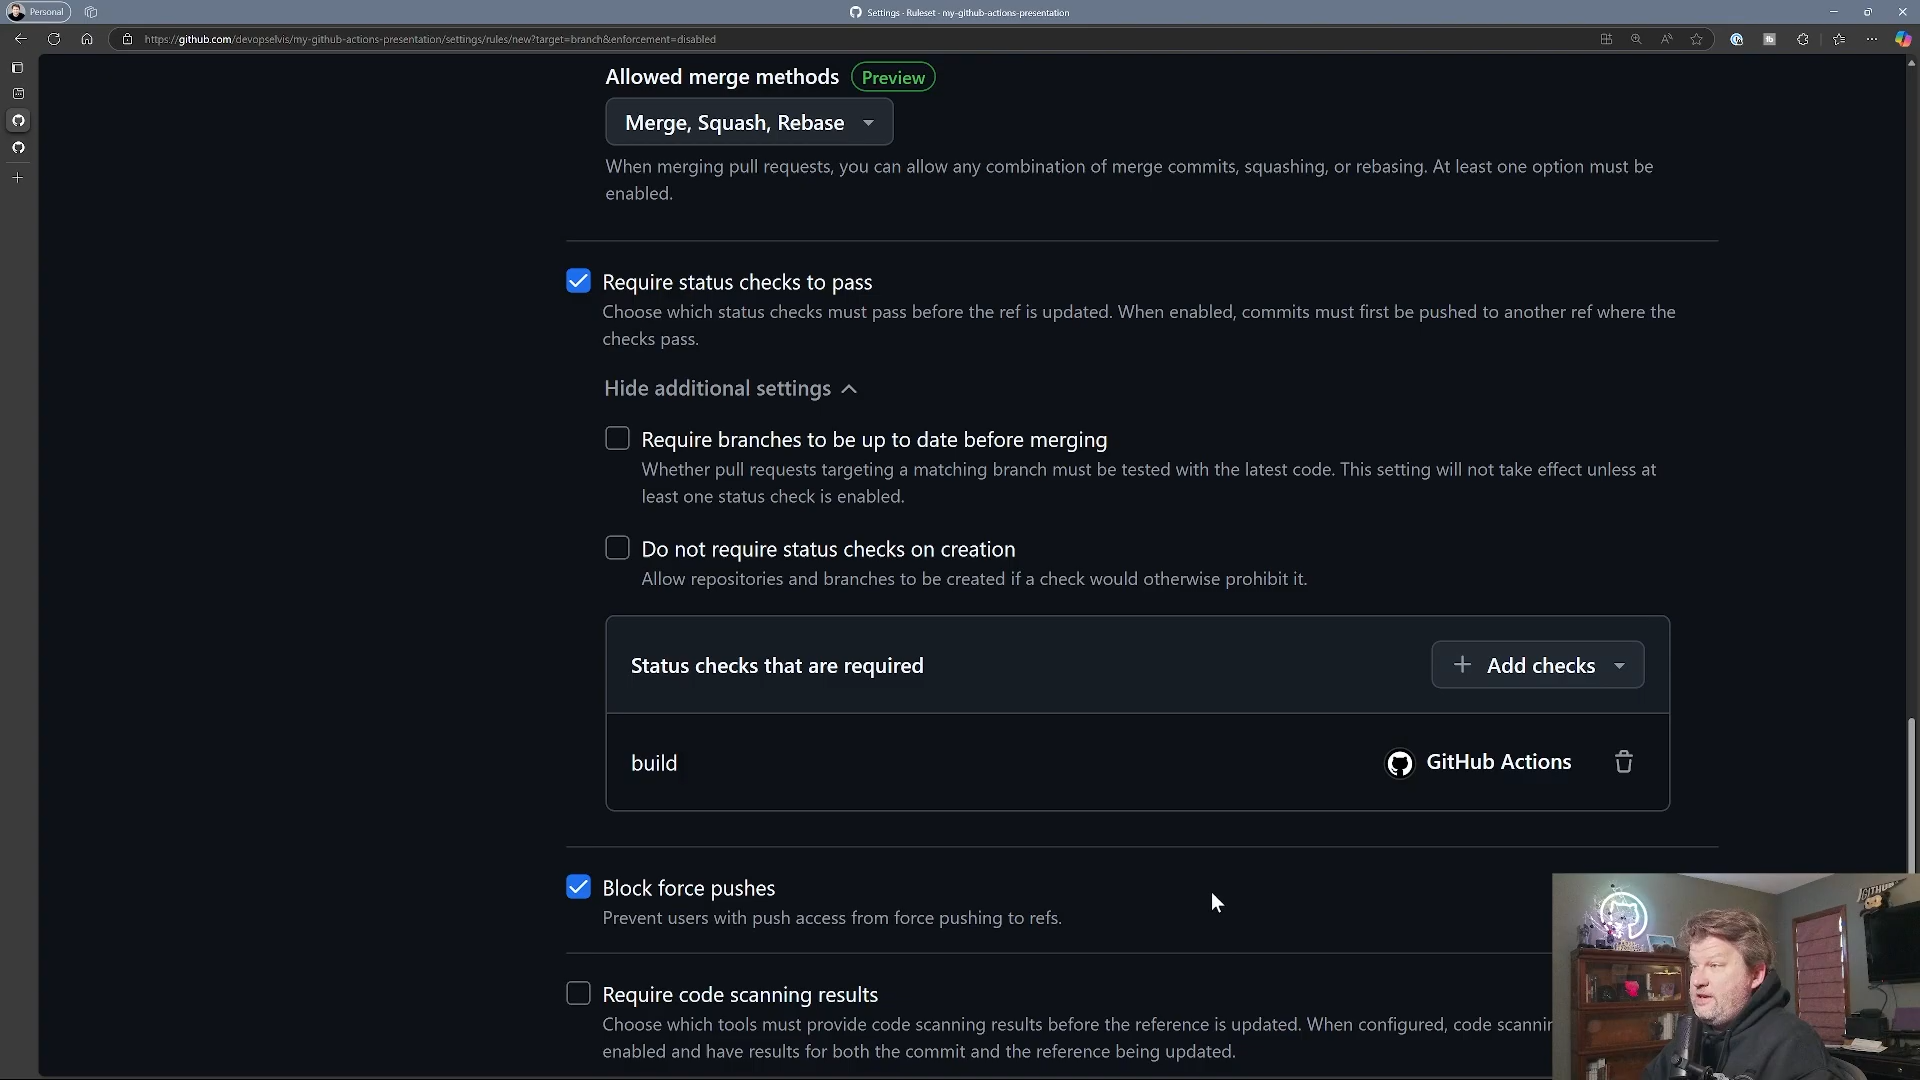 Personal
Settings · Ruleset · my-github-actions-presentation
https://github.com/devopselvis/my-github-actions-presentation/settings/rules/new?target=branch&enforcement=disabled
Allowed merge methods Preview
Merge, Squash, Rebase
When merging pull requests, you can allow any combination of merge commits, squashing, or rebasing. At least one option must be
enabled.
Require status checks to pass
Choose which status checks must pass before the ref is updated. When enabled, commits must first be pushed to another ref where the
checks pass.
Hide additional settings
Require branches to be up to date before merging
Whether pull requests targeting a matching branch must be tested with the latest code. This setting will not take effect unless at
least one status check is enabled.
Do not require status checks on creation
Allow repositories and branches to be created if a check would otherwise prohibit it.
Status checks that are required
Add checks
build
GitHub Actions
Block force pushes
Prevent users with push access from force pushing to refs.
Require code scanning results
Choose which tools must provide code scanning results before the reference is updated. When configured, code scannin
enabled and have results for both the commit and the reference being updated.